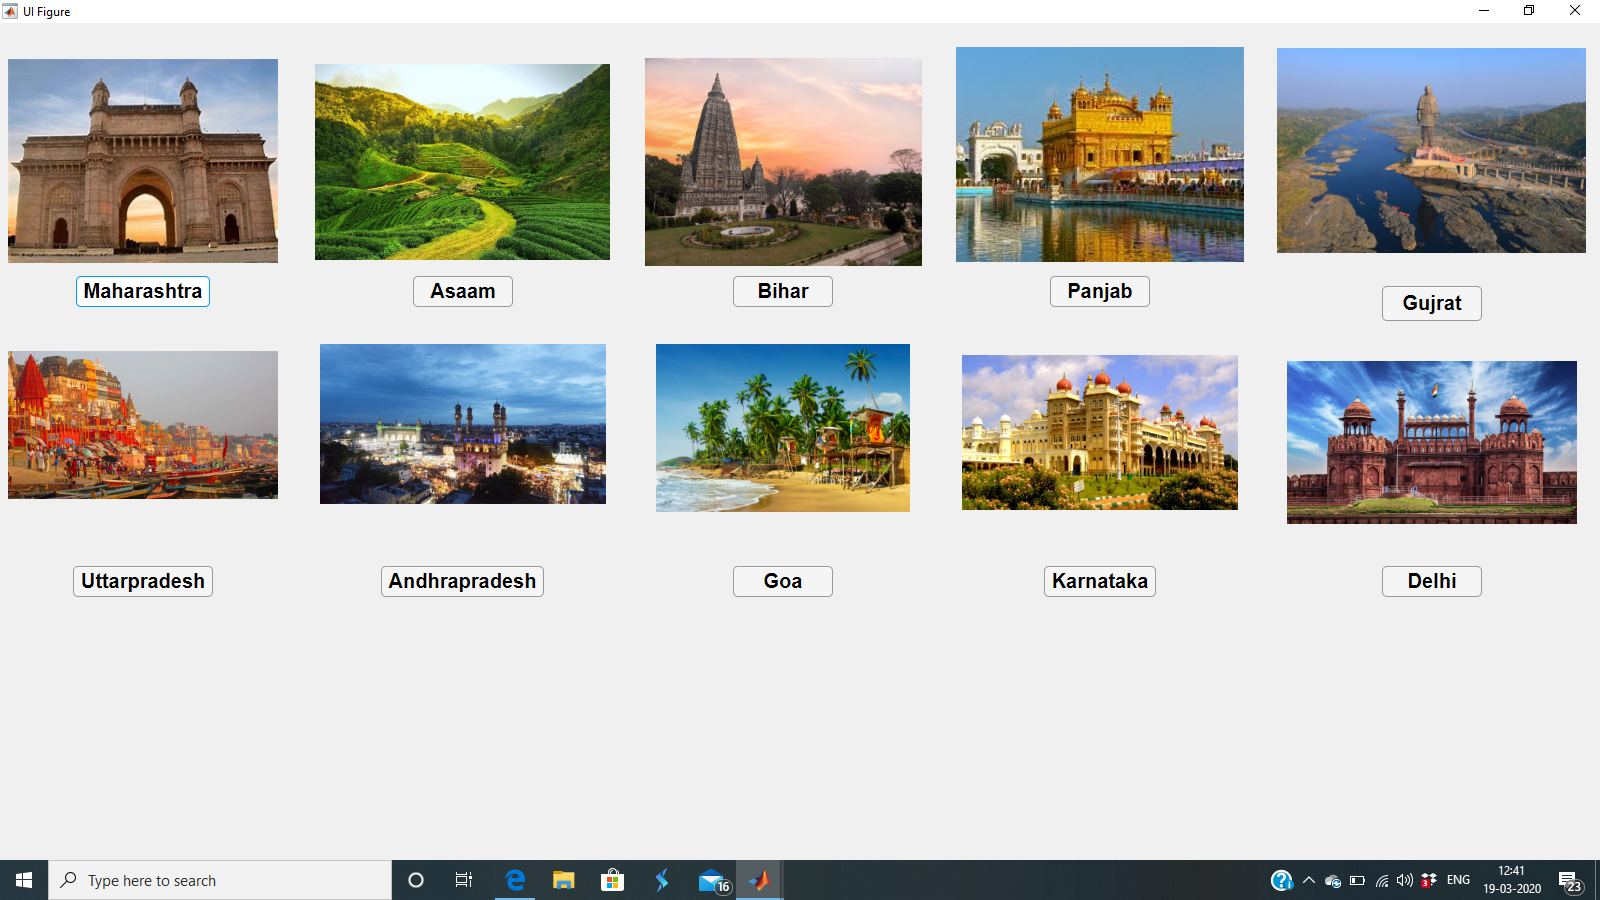 UI Figure
Maharashtra
Asaam
Bihar
Panjab
Gujrat
Uttarpradesh
Andhrapradesh
Goa
Karnataka
Delhi
Type here to search
16
3
ENG
12:41
19-03-2020
23